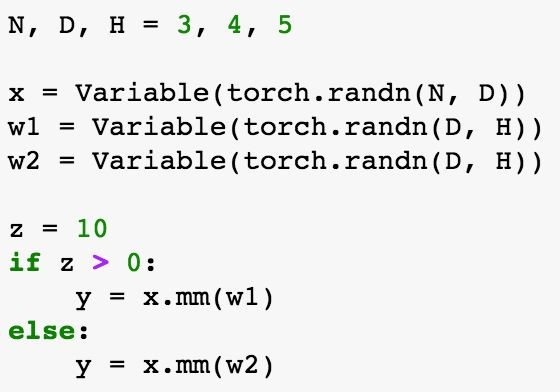 N, D, H = 3, 4, 5

x = Variable(torch.randn(N, D))
w1 = Variable(torch.randn(D, H))
w2 = Variable(torch.randn(D, H))

z = 10
if z > 0:
    y = x.mm(w1)
else:
    y = x.mm(w2)